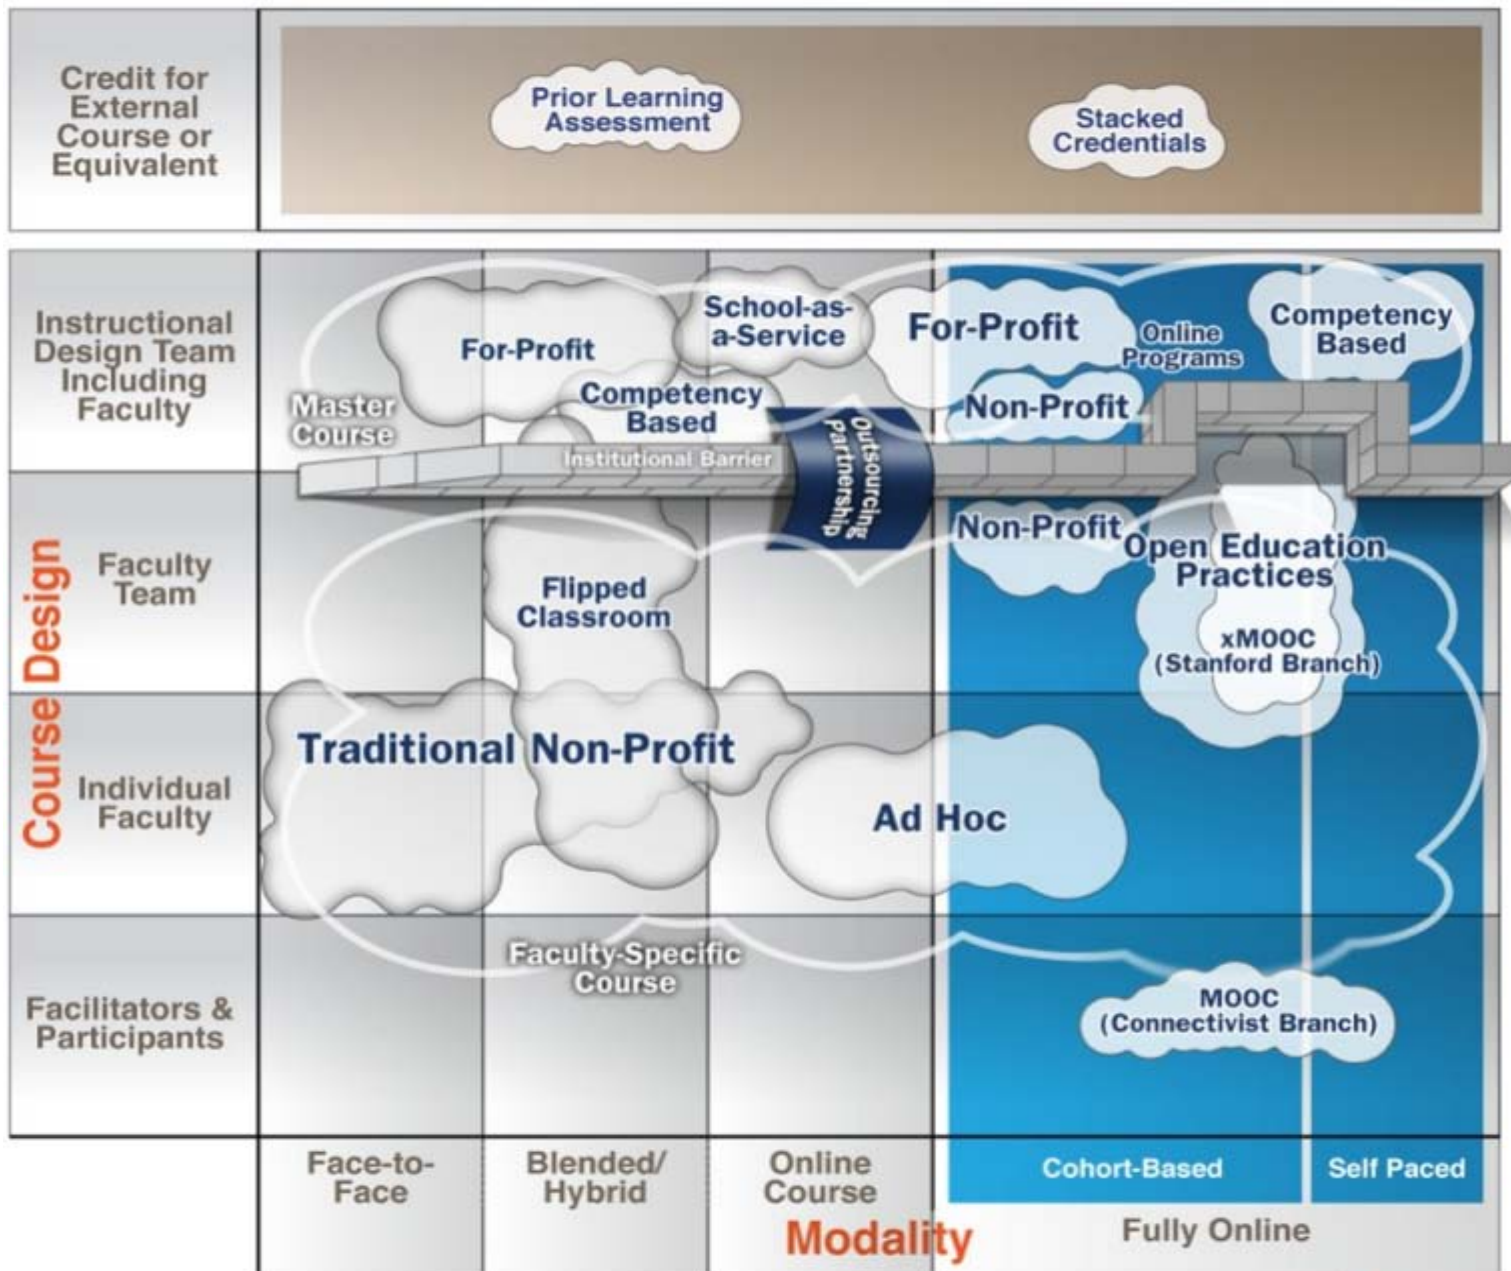 Credit for
External
Course or
Equivalent
Prior Learning
Assessment
Stacked
Credentials
Instructional
Design Team
Including
Faculty
Master
Course
For-Profit
School-as-
a-Service
Competency
Based
For-Profit
Non-Profit
Online
Programs
Competency
Based
Institutional Barrier
Outsourcing
Partnership
Course Design
Faculty
Team
Flipped
Classroom
Non-Profit
Open Education
Practices
xMOOC
(Stanford Branch)
Individual
Faculty
Traditional Non-Profit
Ad Hoc
Facilitators &
Participants
Faculty-Specific
Course
MOOC
(Connectivist Branch)
Face-to-
Face
Blended/
Hybrid
Online
Course
Cohort-Based
Self Paced
Modality
Fully Online